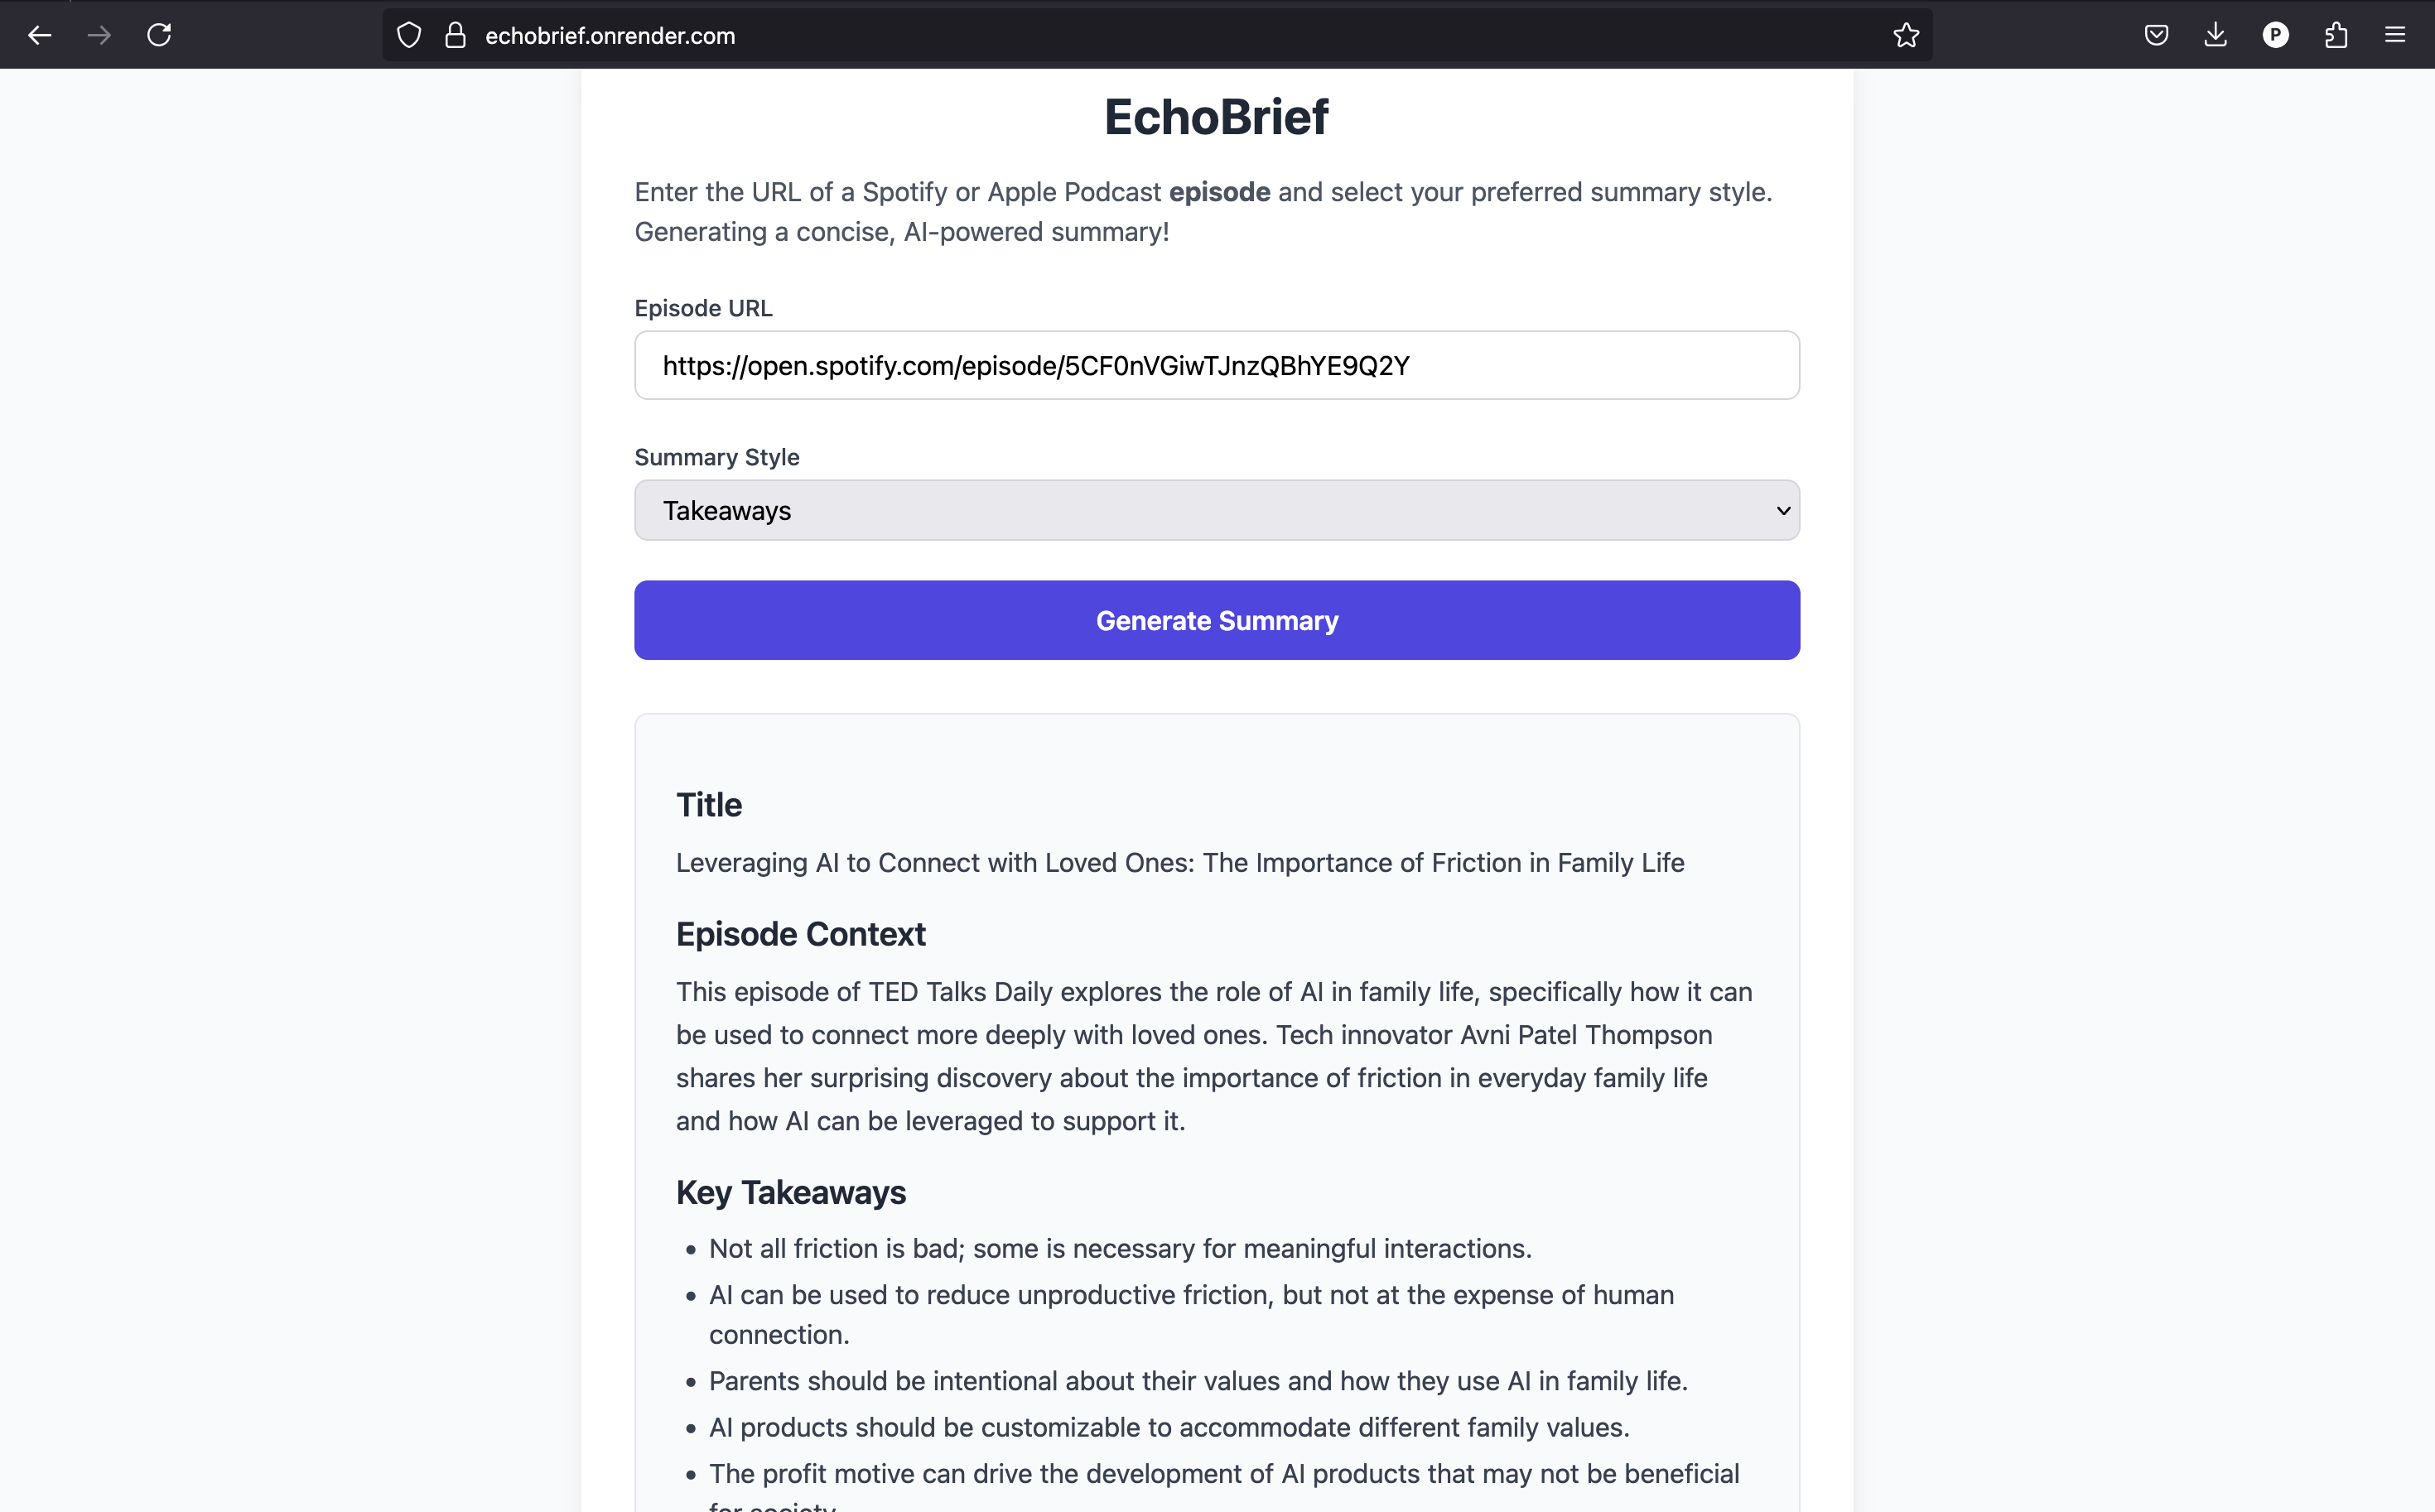 echobrief.onrender.com
P
EchoBrief
Enter the URL of a Spotify or Apple Podcast episode and select your preferred summary style.
Generating a concise, AI-powered summary!
Episode URL
https://open.spotify.com/episode/5CF0nVGiwTJnzQBhYE9Q2Y
Summary Style
Takeaways
Generate Summary
Title
Leveraging AI to Connect with Loved Ones: The Importance of Friction in Family Life
Episode Context
This episode of TED Talks Daily explores the role of AI in family life, specifically how it can
be used to connect more deeply with loved ones. Tech innovator Avni Patel Thompson
shares her surprising discovery about the importance of friction in everyday family life
and how AI can be leveraged to support it.
Key Takeaways
• Not all friction is bad; some is necessary for meaningful interactions.
• AI can be used to reduce unproductive friction, but not at the expense of human
connection.
• Parents should be intentional about their values and how they use AI in family life.
• AI products should be customizable to accommodate different family values.
• The profit motive can drive the development of AI products that may not be beneficial
for society.